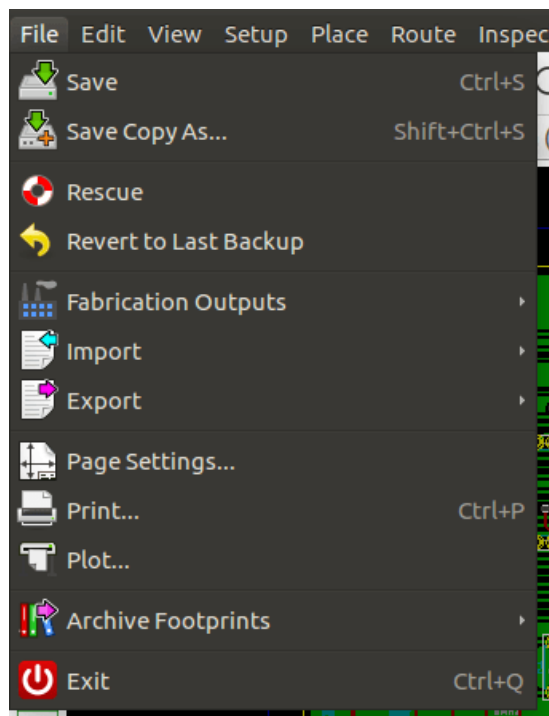 File Edit View Setup Place Route Inspec
Save Ctrl+S
Save Copy As... Shift+Ctrl+S
Rescue
Revert to Last Backup
Fabrication Outputs
Import
Export
Page Settings...
Print... Ctrl+P
Plot...
Archive Footprints
Exit Ctrl+Q